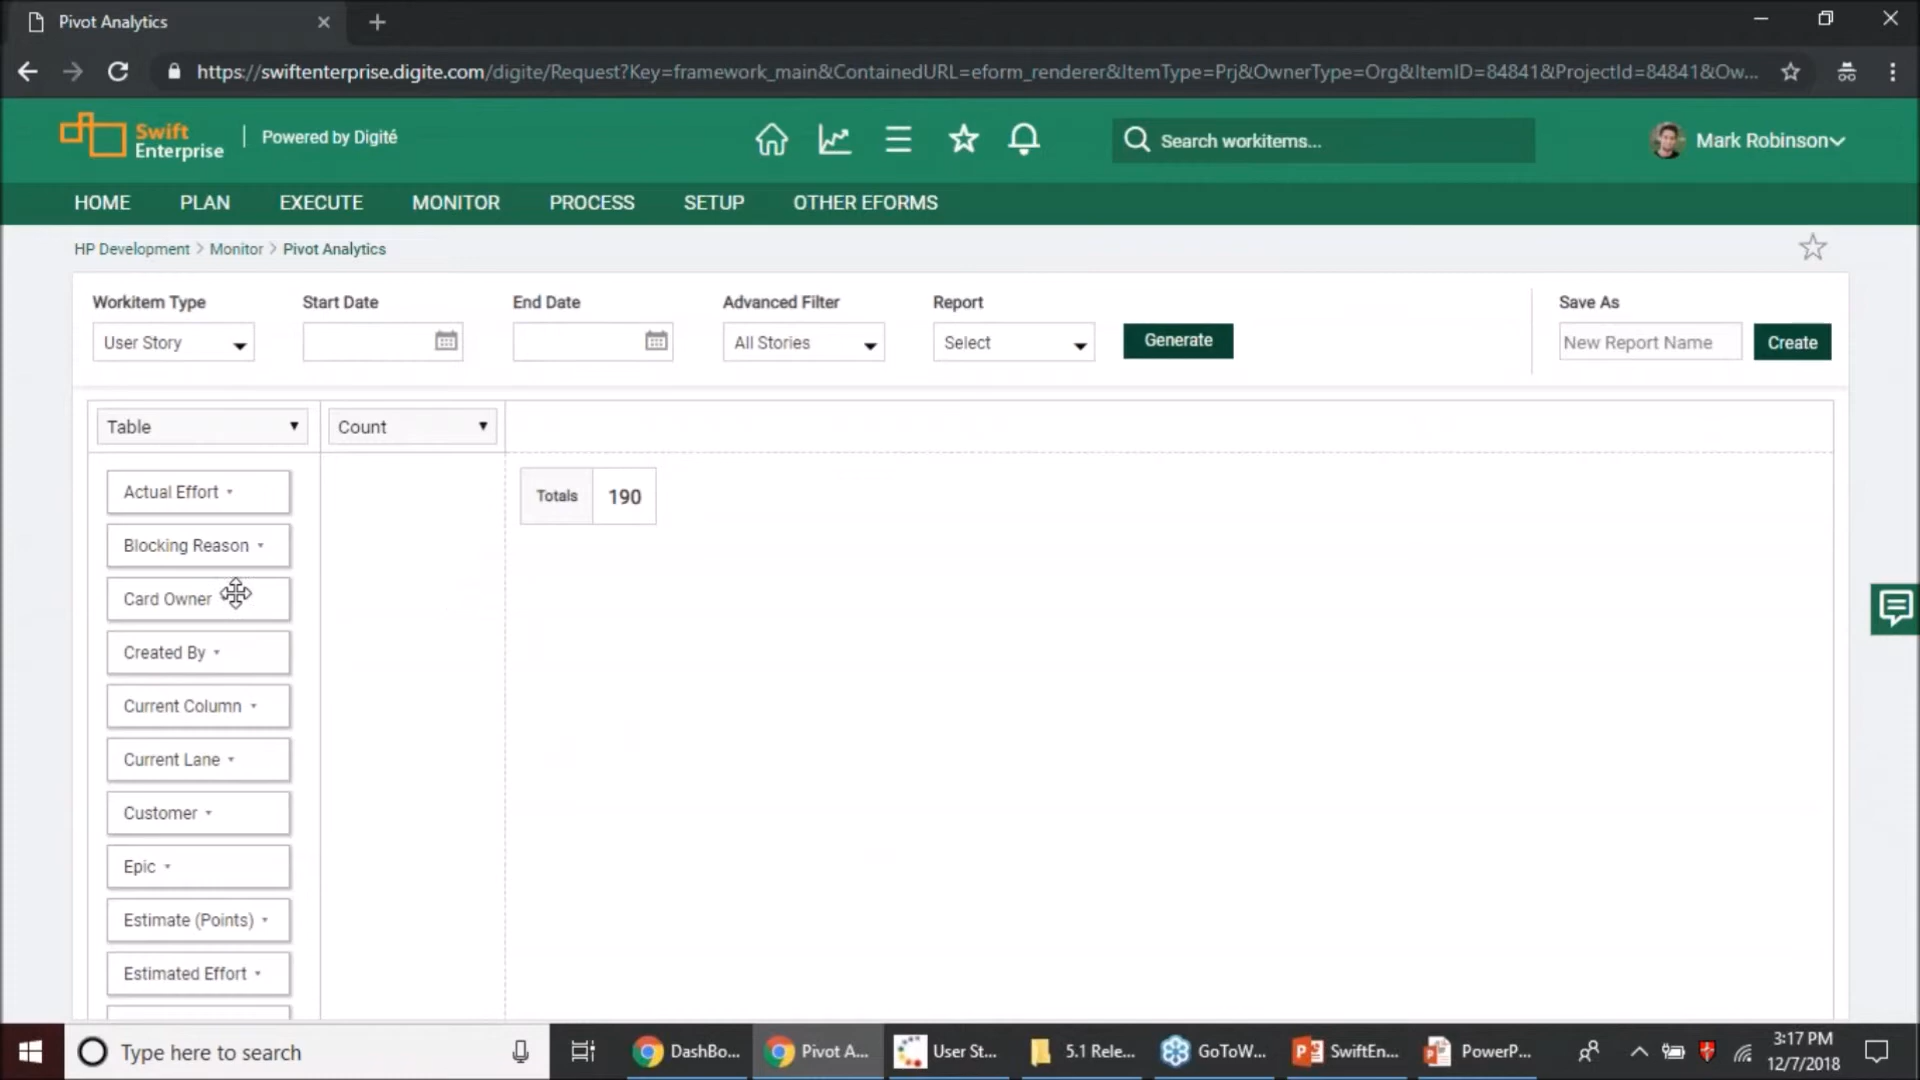 Pivot Analytics
https://swiftenterprise.digite.com/digite/Request?Key=framework_main&ContainedURL=eform_renderer&ItemType=Prj&OwnerType=Org&ItemID=84841&ProjectId=84841&Ow...
Swift Enterprise
Powered by Digité
Search workitems...
Mark Robinson
HOME PLAN EXECUTE MONITOR PROCESS SETUP OTHER EFORMS
HP Development > Monitor > Pivot Analytics
Workitem Type Start Date End Date Advanced Filter Report Save As
User Story All Stories Select Generate New Report Name Create
Table Count
Actual Effort
Totals 190
Blocking Reason
Card Owner
Created By
Current Column
Current Lane
Customer
Epic
Estimate (Points)
Estimated Effort
Type here to search
DashBo...
Pivot A...
User St...
5.1 Rele...
GoToW...
SwiftEn...
PowerP...
3:17 PM
12/7/2018